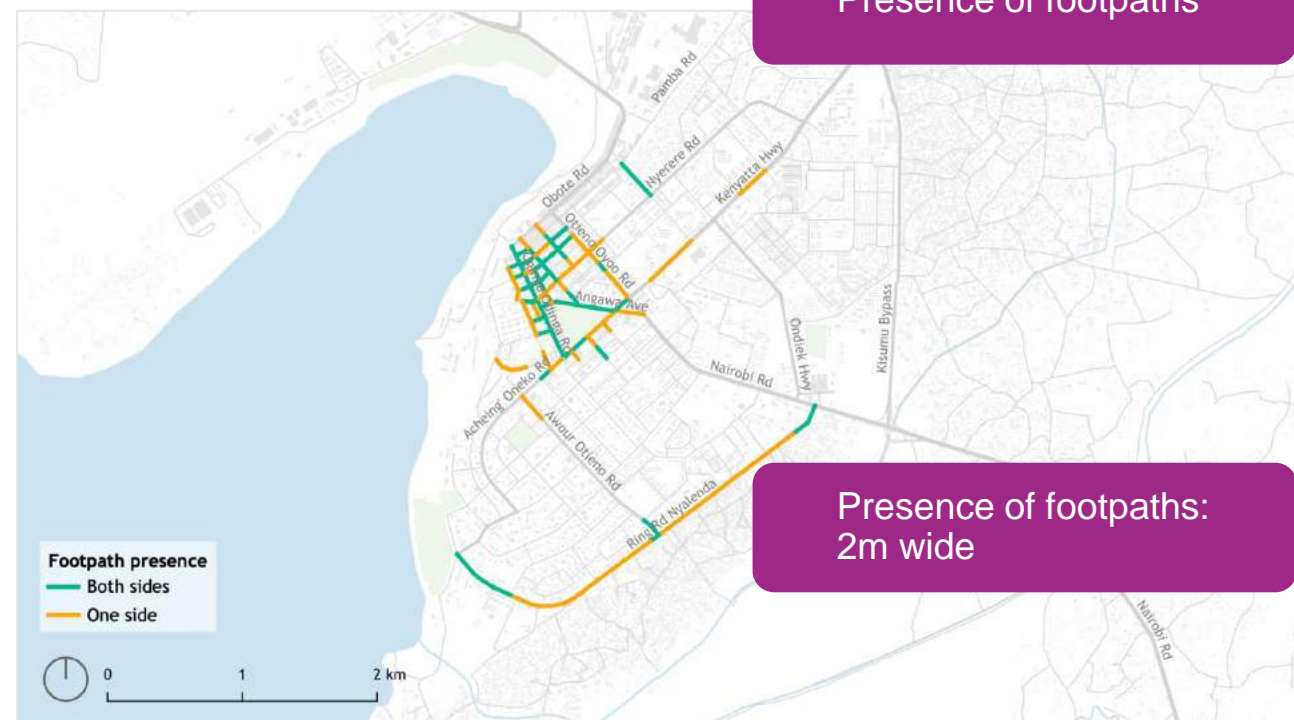 Presence of footpaths
Pamba Rd
Nyerere Rd
Kenyatta Hwy
Obote Rd
Otieno Oyoo Rd
Angawa Ave
Odinga Rd
Kisumu Bypass
Ondiek Hwy
Nairobi Rd
Acheing Oneko Rd
Awour Otieno Rd
Ring Rd Nyalenda
Presence of footpaths:
2m wide
Footpath presence
Both sides
One side
Nairobi Rd
0 1 2 km